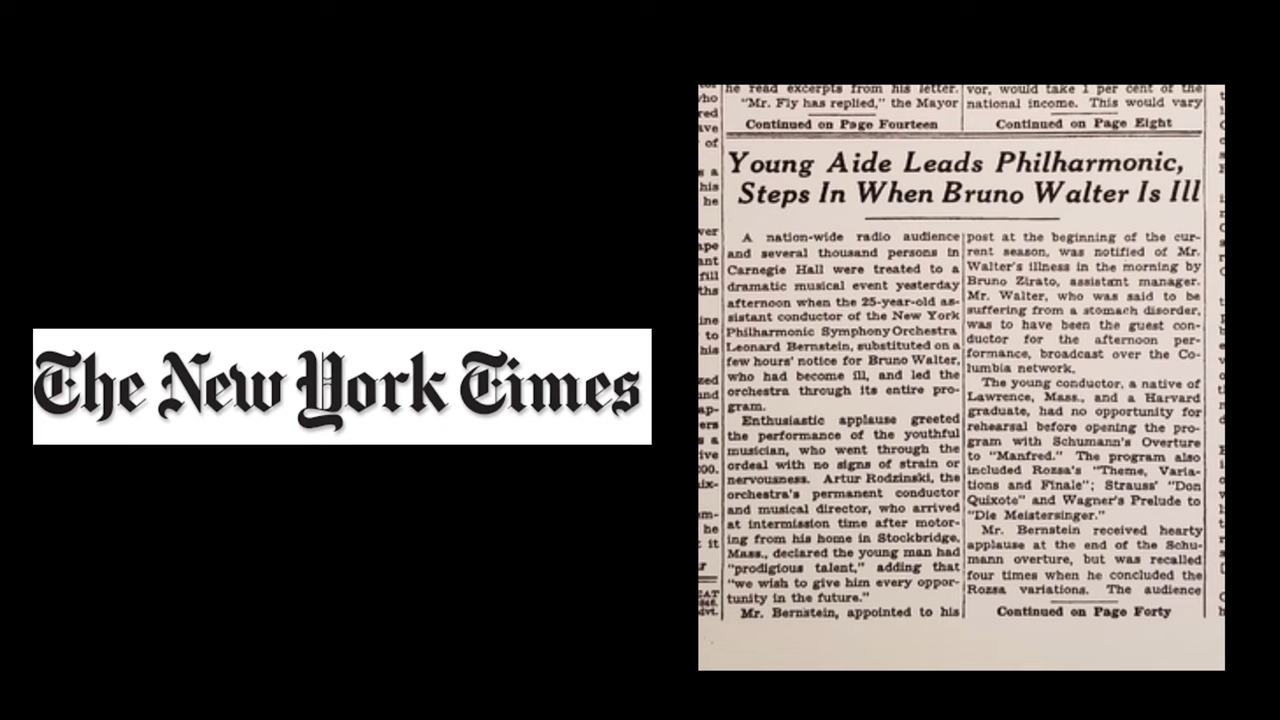 The New York Times
he read excerpts from his letter.
"Mr. Fly has replied," the Mayor
Continued on Page Fourteen
vor, would take 1 per cent of the
national income. This would vary
Continued on Page Eight
Young Aide Leads Philharmonic,
Steps In When Bruno Walter Is Ill
A nation-wide radio audience
and several thousand persons in
Carnegie Hall were treated to a
dramatic musical event yesterday
afternoon when the 25-year-old as-
sistant conductor of the New York
Philharmonic Symphony Orchestra
Leonard Bernstein, substituted on a
few hours' notice for Bruno Walter,
who had become ill, and led the
orchestra through its entire pro-
gram.
Enthusiastic applause greeted
the performance of the youthful
musician, who went through the
ordeal with no signs of strain or
nervousness. Artur Rodzinski, the
orchestra's permanent conductor
and musical director, who arrived
at intermission time after motor-
ing from his home in Stockbridge,
Mass., declared the young man had
"prodigious talent," adding that
"we wish to give him every oppor-
tunity in the future."
Mr. Bernstein, appointed to his
post at the beginning of the cur-
rent season, was notified of Mr.
Walter's illness in the morning by
Bruno Zirato, assistant manager.
Mr. Walter, who was said to be
suffering from a stomach disorder,
was to have been the guest con-
ductor for the afternoon per-
formance, broadcast over the Co-
lumbia network.
The young conductor, a native of
Lawrence, Mass., and a Harvard
graduate, had no opportunity for
rehearsal before opening the pro-
gram with Schumann's Overture
to "Manfred." The program also
included Rozsa's "Theme, Varia-
tions and Finale"; Strauss' "Don
Quixote" and Wagner's Prelude to
"Die Meistersinger."
Mr. Bernstein received hearty
applause at the end of the Schu-
mann overture, but was recalled
four times when he concluded the
Rozsa variations. The audience
Continued on Page Forty